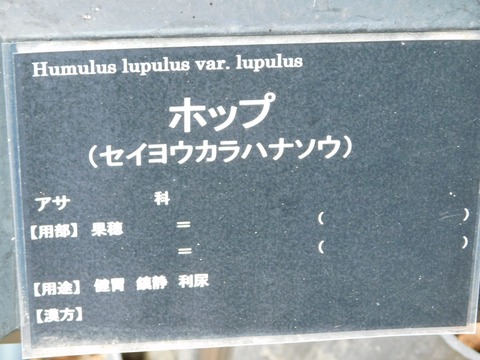 Humulus lupulus var. lupulus
ホップ
(セイヨウカラハナソウ)
アサ 科
【用部】 果穂 = ( )
= ( )
【用途】 健胃 鎮静 利尿
【漢方】